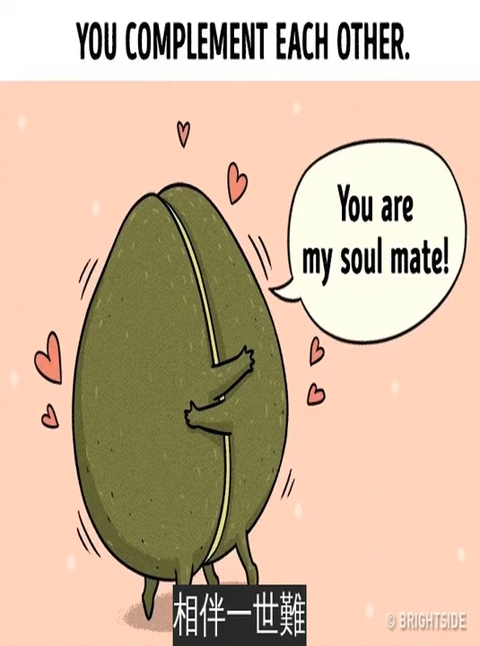 YOU COMPLEMENT EACH OTHER.
You are
my soul mate!
相伴一世難
© BRIGHTSIDE